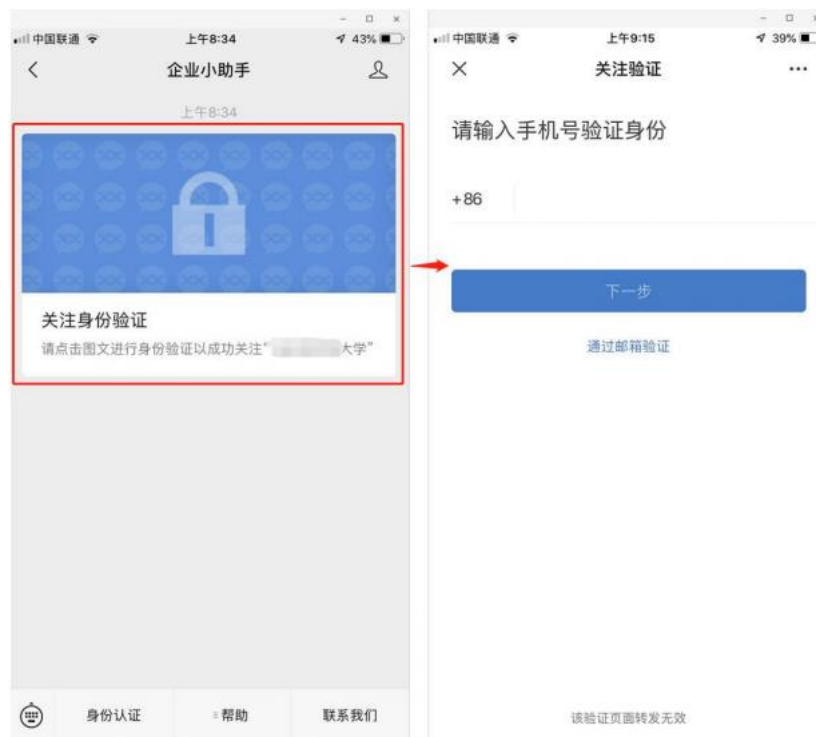 中国联通 上午8:34 43%
企业小助手
上午8:34
关注身份验证
请点击图文进行身份验证以成功关注“ 大学”
身份认证 帮助 联系我们
中国联通 上午9:15 39%
关注验证
请输入手机号验证身份
+86
下一步
通过邮箱验证
该验证页面转发无效